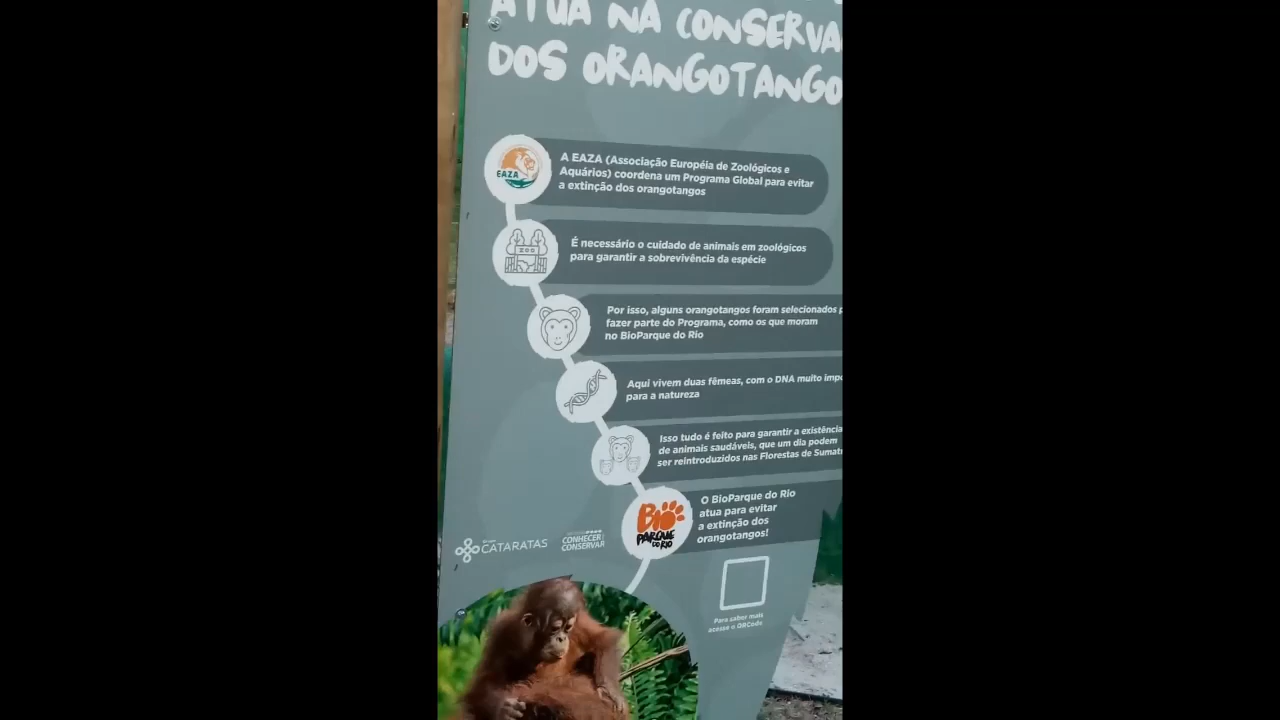 ATUA NA CONSERVA
DOS ORANGOTANGO
EAZA
A EAZA (Associação Européia de Zoológicos e
Aquários) coordena um Programa Global para evitar
a extinção dos orangotangos
ZOO
É necessário o cuidado de animais em zoológicos
para garantir a sobrevivência da espécie
Por isso, alguns orangotangos foram selecionados p
fazer parte do Programa, como os que moram
no BioParque do Rio
Aqui vivem duas fêmeas, com o DNA muito impo
para a natureza
Isso tudo é feito para garantir a existência
de animais saudáveis, que um dia podem
ser reintroduzidos nas Florestas de Sumat
BIO
PARQUE
DO RIO
O BioParque do Rio
atua para evitar
a extinção dos
orangotangos!
CATARATAS
CONHECER
CONSERVAR
Para saber mais
acesse o QRCode